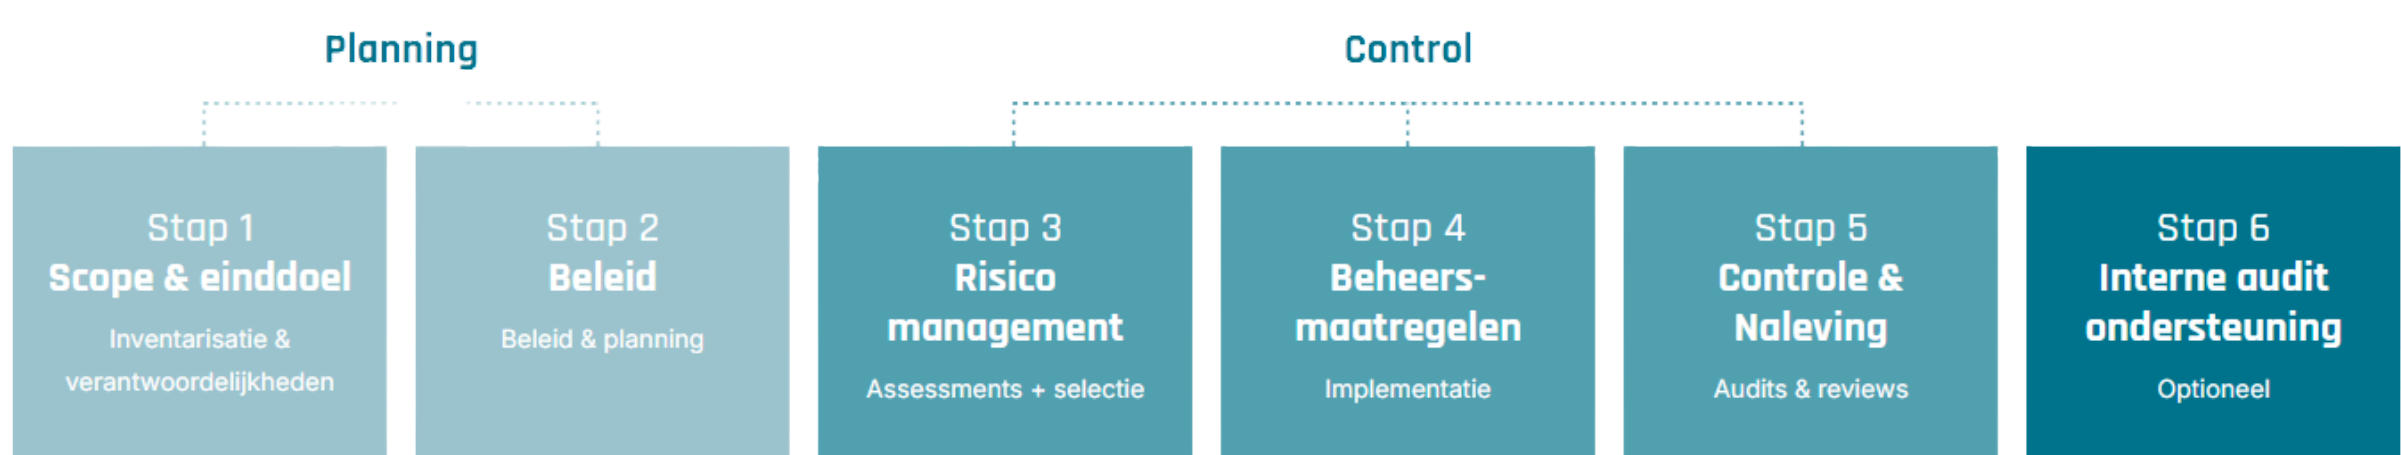 Planning
Control
Stap 1
Scope & einddoel
Inventarisatie &
verantwoordelijkheden
Stap 2
Beleid
Beleid & planning
Stap 3
Risico
management
Assessments + selectie
Stap 4
Beheers-
maatregelen
Implementatie
Stap 5
Controle &
Naleving
Audits & reviews
Stap 6
Interne audit
ondersteuning
Optioneel